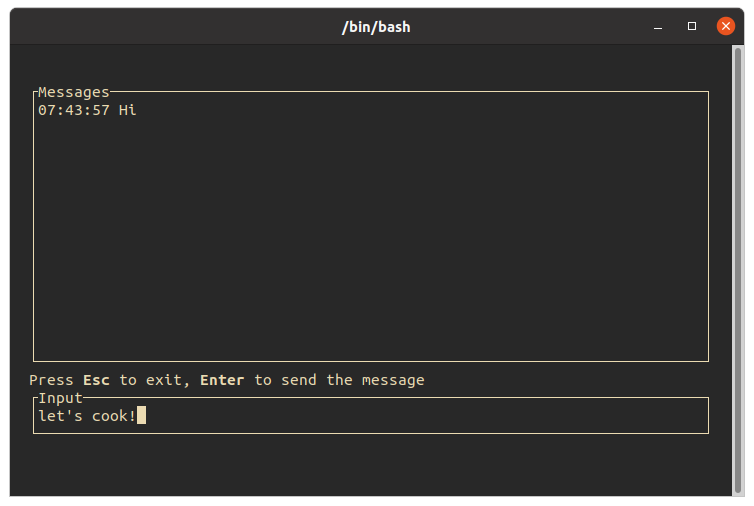 /bin/bash
Messages
07:43:57 Hi
Press Esc to exit, Enter to send the message
Input
let's cook!